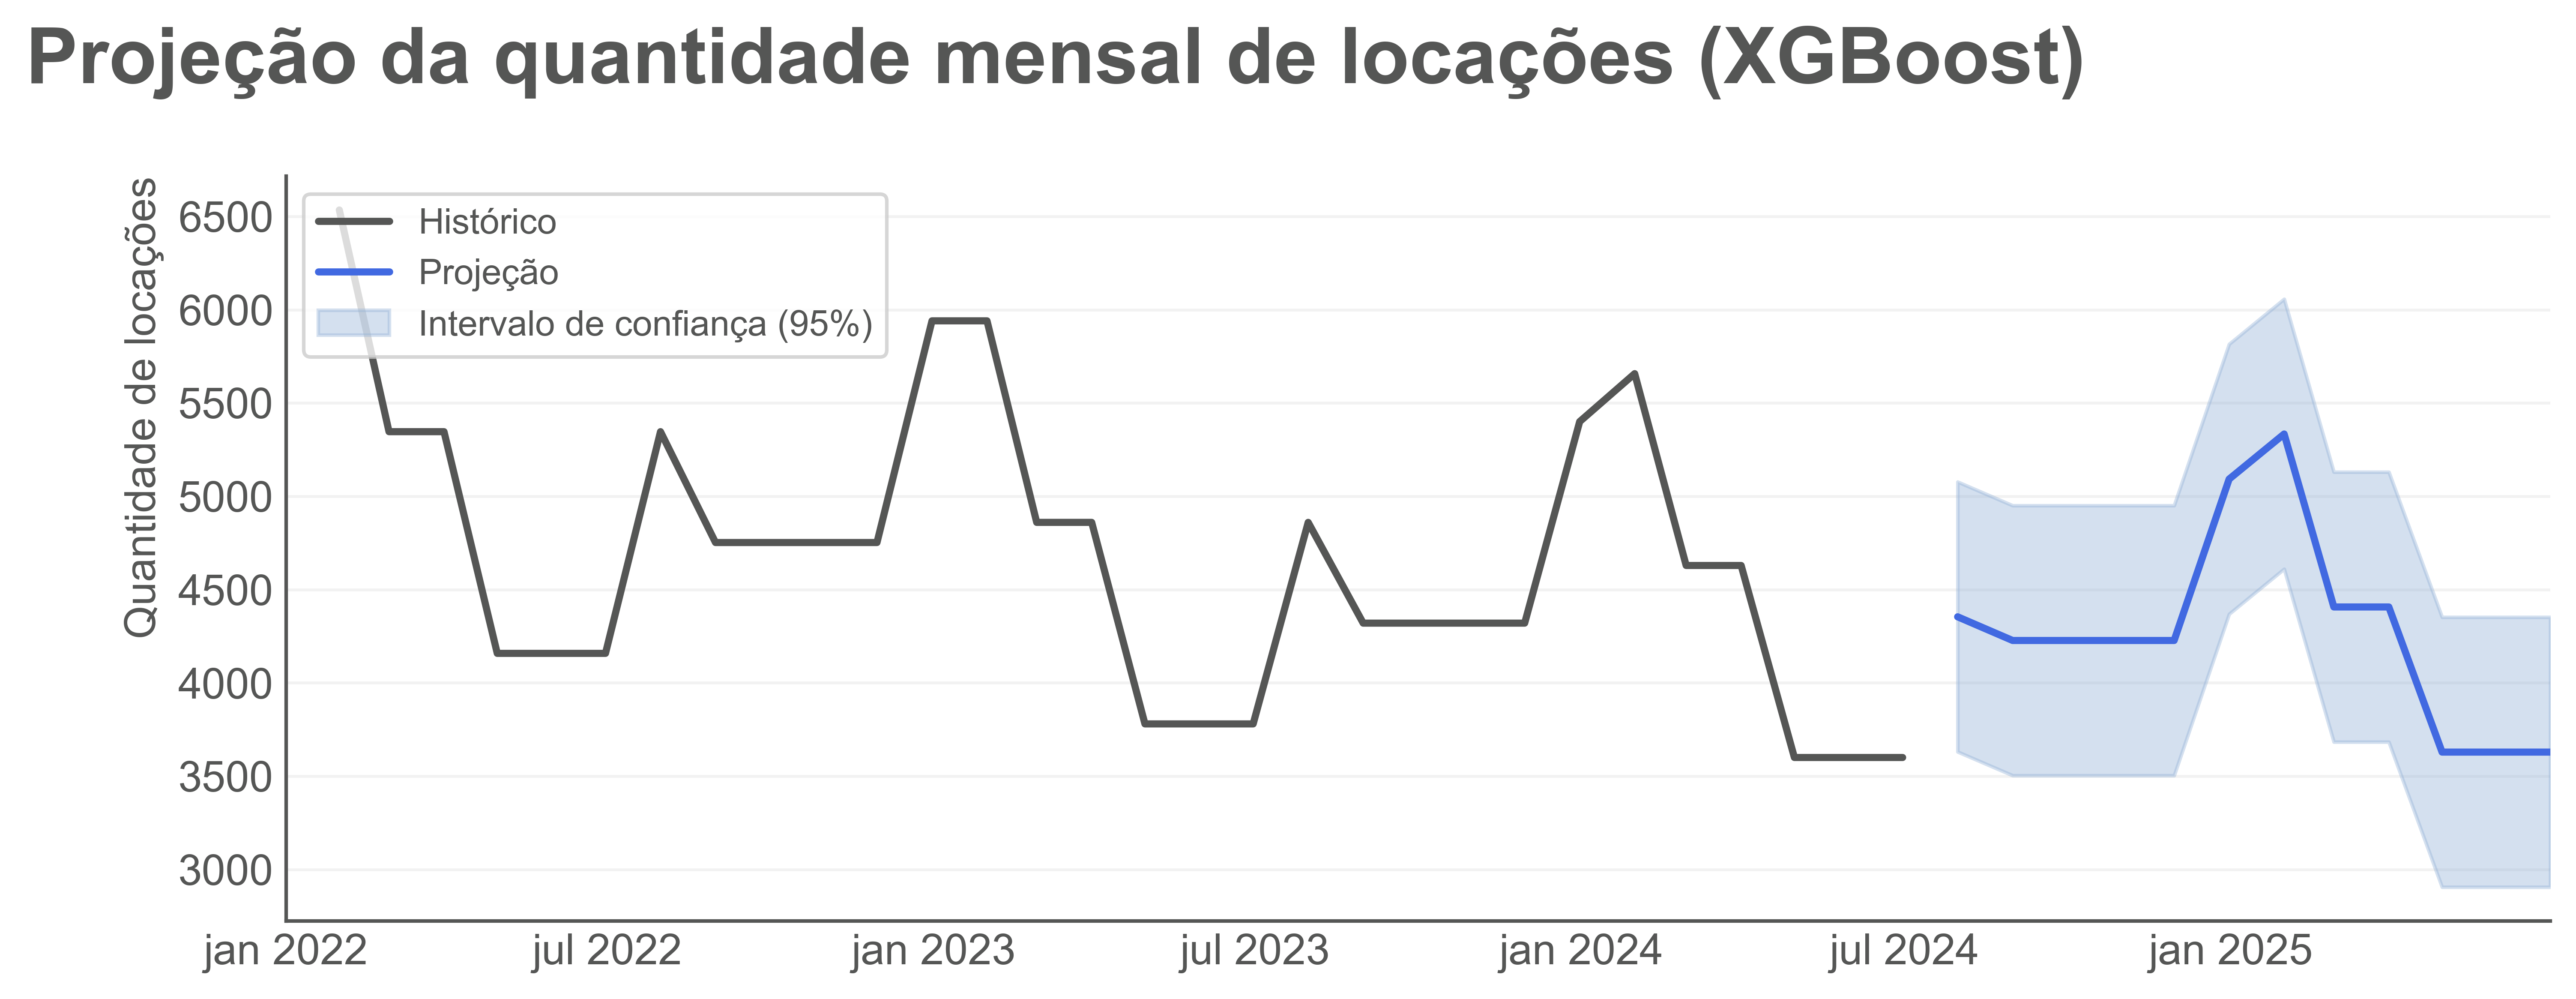 Projeção da quantidade mensal de locações (XGBoost)
Quantidade de locações
6500
6000
5500
5000
4500
4000
3500
3000
Histórico
Projeção
Intervalo de confiança (95%)
jan 2022
jul 2022
jan 2023
jul 2023
jan 2024
jul 2024
jan 2025